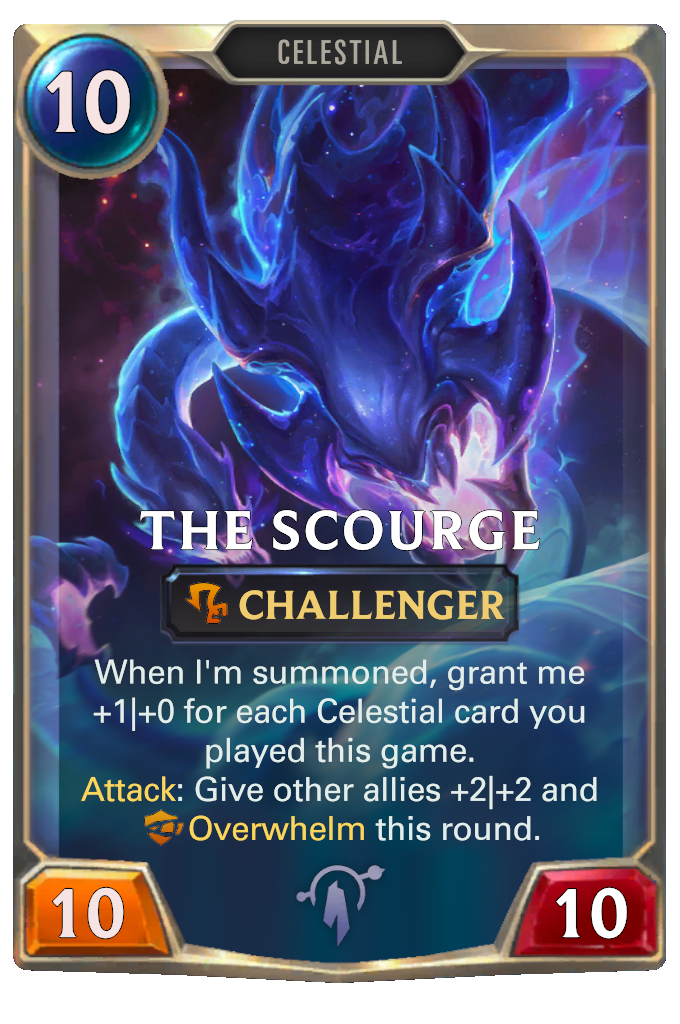 CELESTIAL
10
THE SCOURGE
CHALLENGER
When I'm summoned, grant me
+1|+0 for each Celestial card you
played this game.
Attack: Give other allies +2|+2 and
Overwhelm this round.
10
10